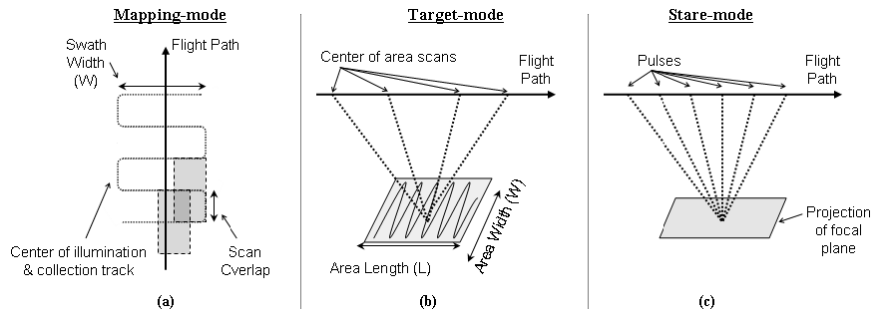 Mapping-mode
Swath
Width
(W)
Flight Path
Center of illumination
& collection track
Scan
Cverlap
(a)
Target-mode
Center of area scans
Flight
Path
Area Width (W)
Area Length (L)
(b)
Stare-mode
Pulses
Flight
Path
Projection
of focal
plane
(c)